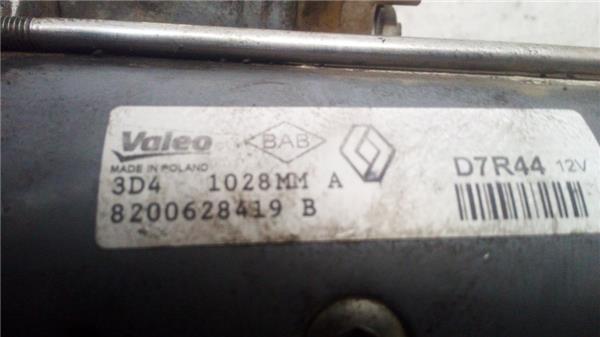 Valeo BAB D7R44 12V
MADE IN POLAND
3D4 1028MM A
8200628419 B